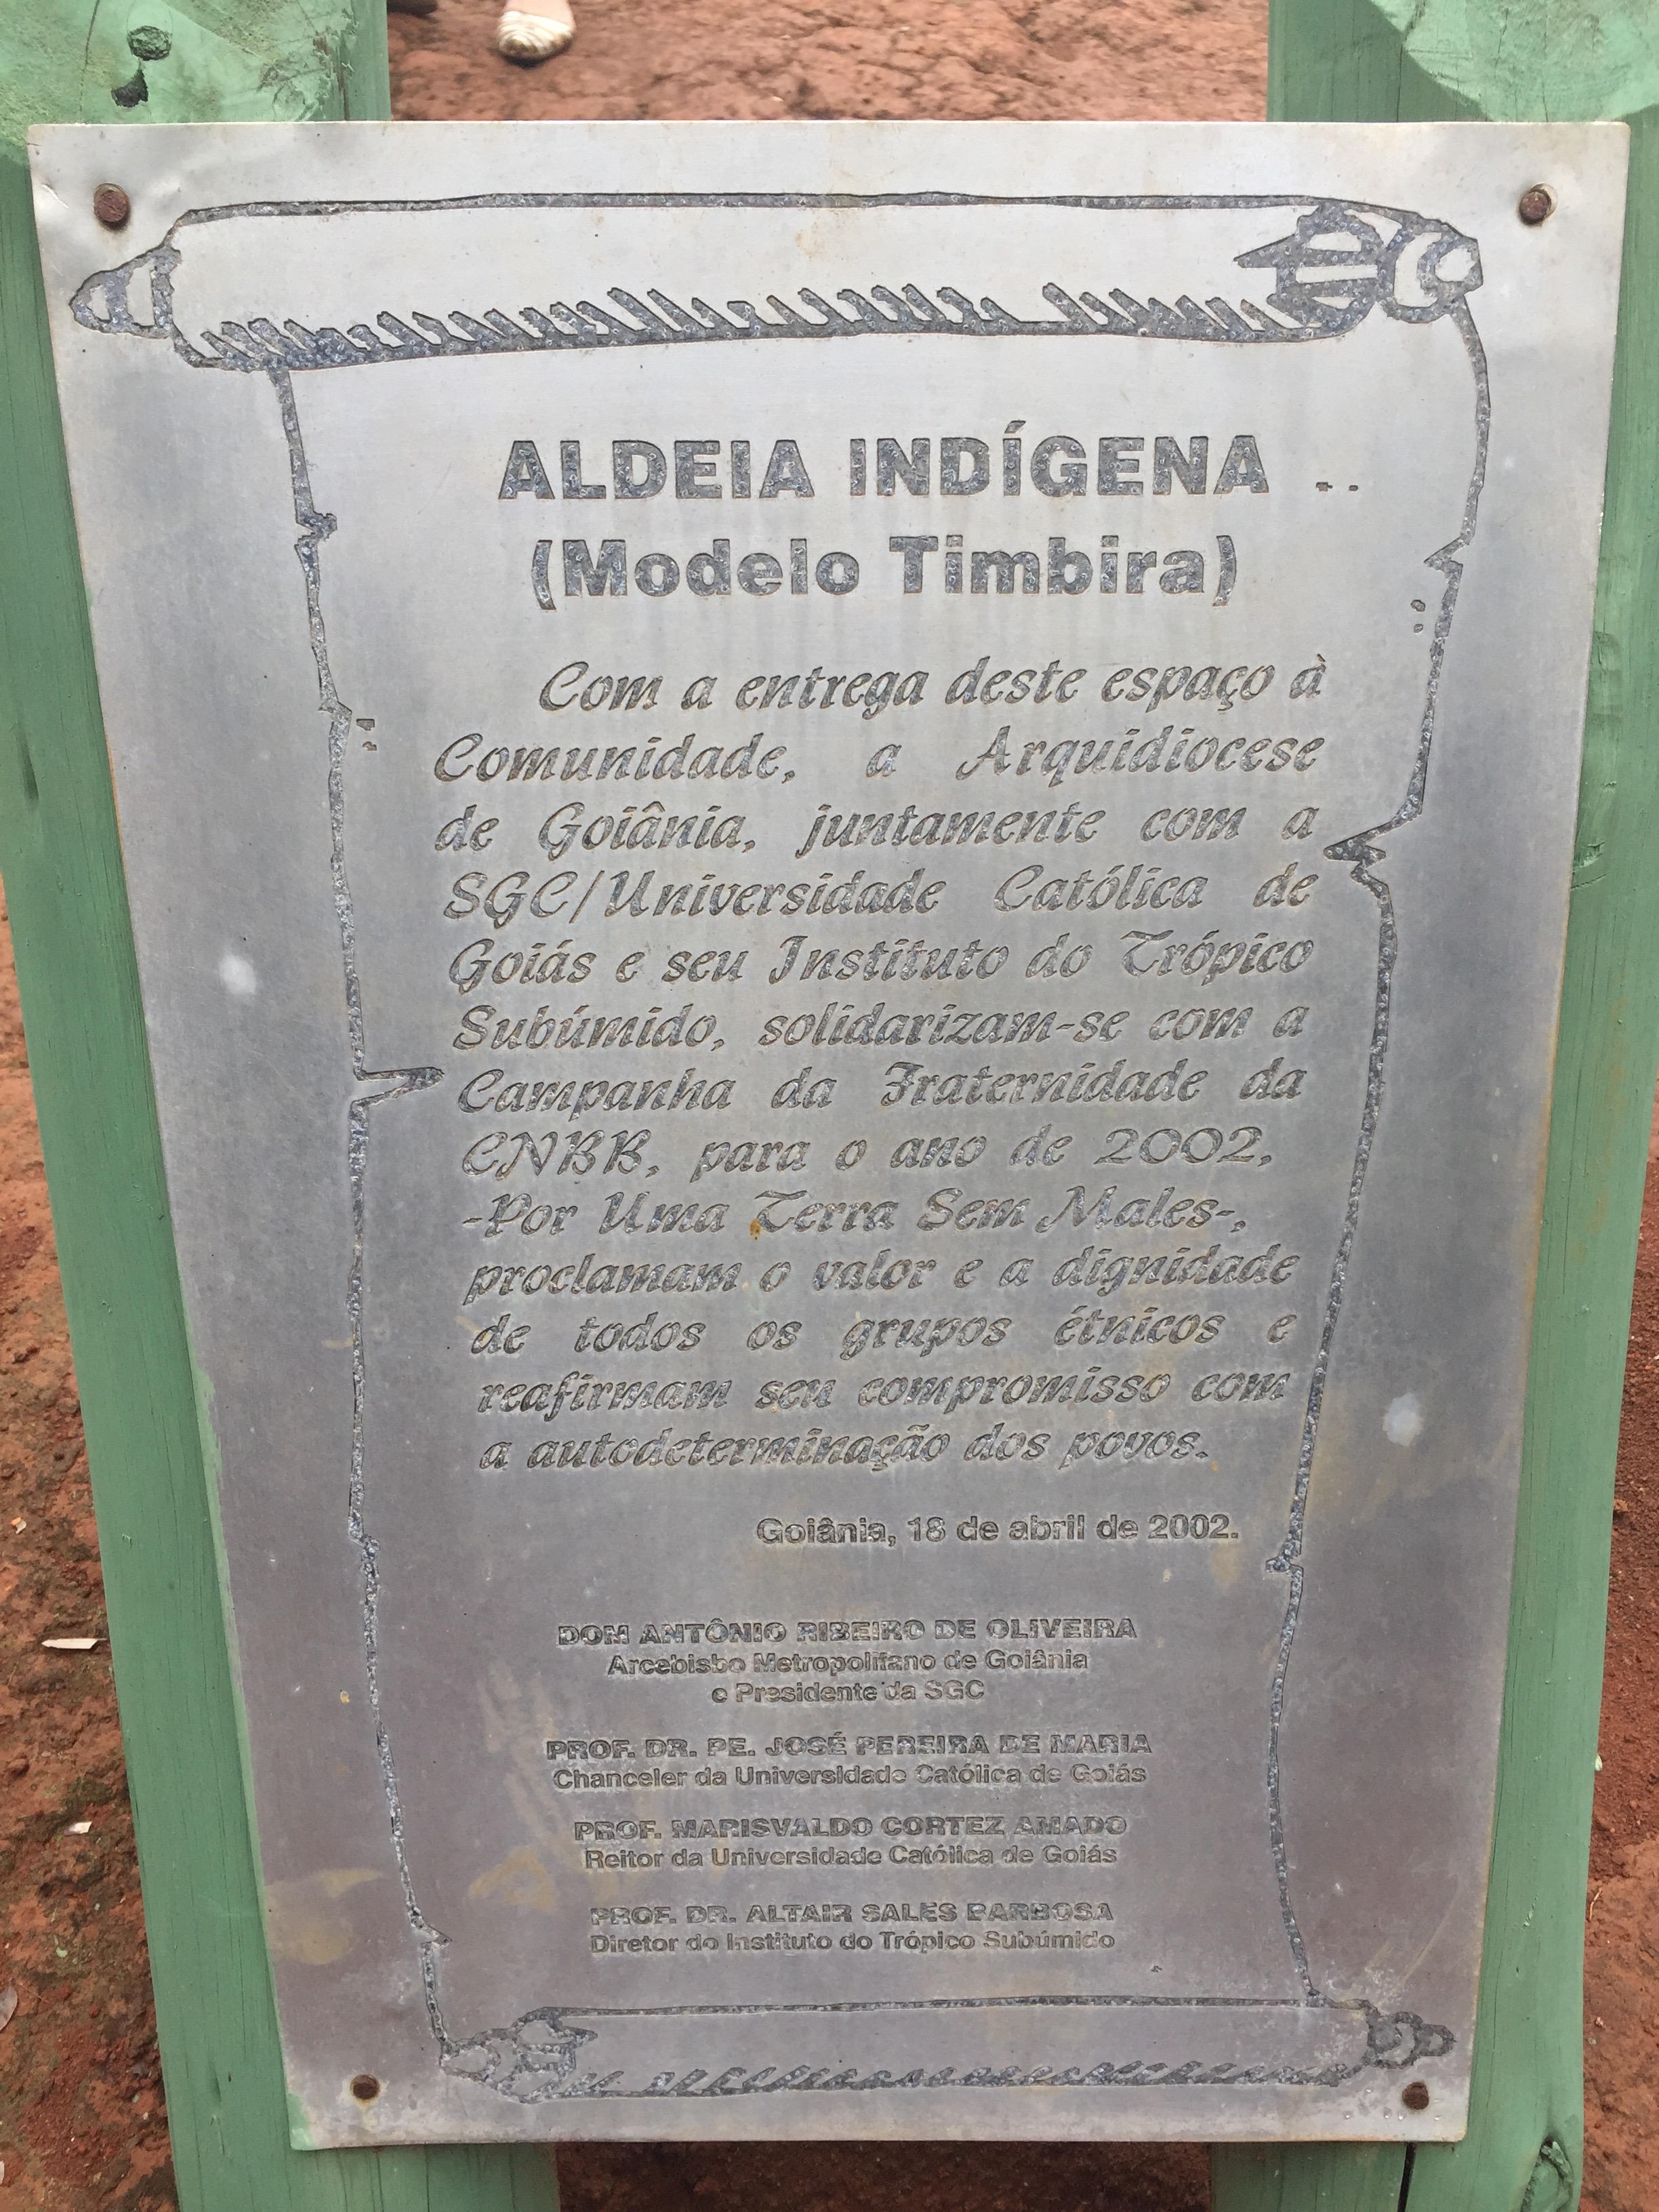 ALDEIA INDÍGENA
(Modelo Timbira)
Com a entrega deste espaço à
Comunidade, a Arquidiocese
de Goiânia, juntamente com a
SGC/Universidade Católica de
Goiás e seu Instituto do Trópico
Subúmido, solidarizam-se com a
Campanha da Fraternidade da
CNBB, para o ano de 2002,
-Por Uma Terra Sem Males-,
proclamam o valor e a dignidade
de todos os grupos étnicos e
reafirmam seu compromisso com
a autodeterminação dos povos.
Goiânia, 18 de abril de 2002.
DOM ANTÔNIO RIBEIRO DE OLIVEIRA
Arcebispo Metropolitano de Goiânia
e Presidente da SGC
PROF. DR. PE. JOSÉ PEREIRA DE MARIA
Chanceler da Universidade Católica de Goiás
PROF. MARISVALDO CORTEZ AMADO
Reitor da Universidade Católica de Goiás
PROF. DR. ALTAIR SALES BARBOSA
Diretor do Instituto do Trópico Subúmido